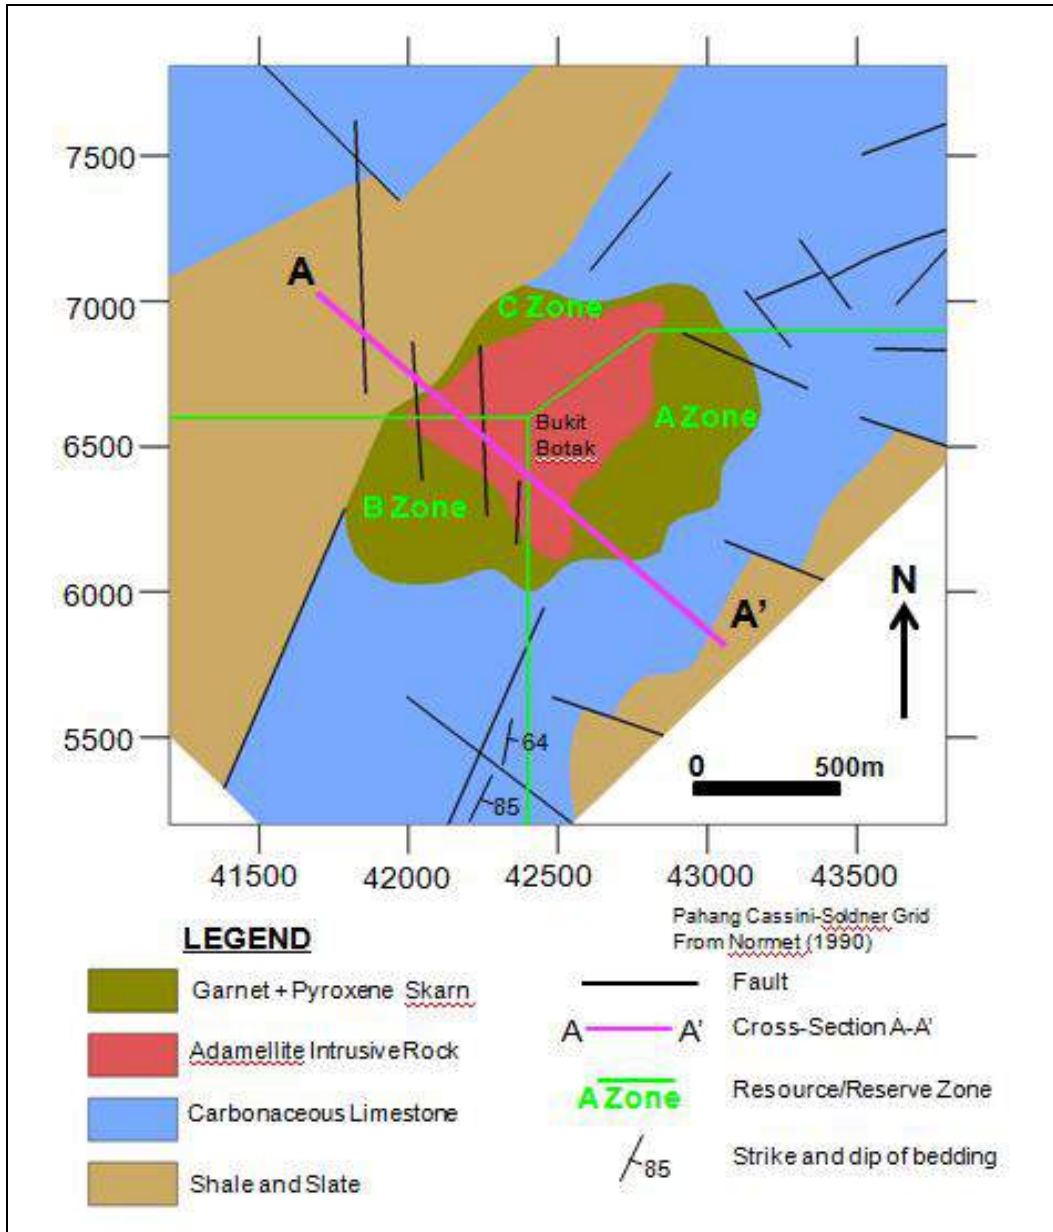 7500
7000
6500
6000
5500
A
C Zone
A Zone
Bukit
Botak
B Zone
N
A’
64
85
0 500m
41500 42000 42500 43000 43500
Pahang Cassini-Soldner Grid
From Normet (1990)
LEGEND
Garnet + Pyroxene Skarn
Adamellite Intrusive Rock
Carbonaceous Limestone
Shale and Slate
Fault
A A’ Cross-Section A-A’
A Zone Resource/Reserve Zone
85 Strike and dip of bedding